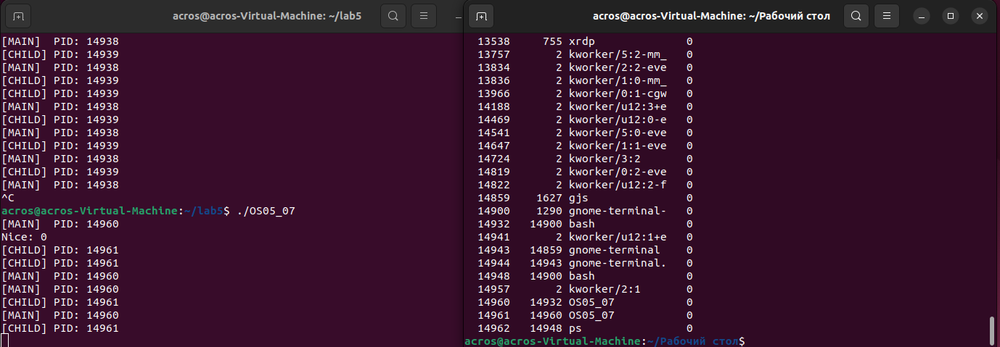 acros@acros-Virtual-Machine: ~/lab5
[MAIN]  PID: 14938
[CHILD] PID: 14939
[MAIN]  PID: 14938
[CHILD] PID: 14939
[CHILD] PID: 14939
[MAIN]  PID: 14938
[CHILD] PID: 14939
[MAIN]  PID: 14938
[CHILD] PID: 14939
[MAIN]  PID: 14938
[CHILD] PID: 14939
[MAIN]  PID: 14938
^C
acros@acros-Virtual-Machine:~/lab5$ ./OS05_07
[MAIN]  PID: 14960
Nice: 0
[CHILD] PID: 14961
[CHILD] PID: 14961
[MAIN]  PID: 14960
[MAIN]  PID: 14960
[CHILD] PID: 14961
[MAIN]  PID: 14960
[CHILD] PID: 14961
acros@acros-Virtual-Machine: ~/Рабочий стол
13538     755 xrdp              0
13757       2 kworker/5:2-mm_   0
13834       2 kworker/2:2-eve   0
13836       2 kworker/1:0-mm_   0
13966       2 kworker/0:1-cgw   0
14188       2 kworker/u12:3+e   0
14469       2 kworker/u12:0-e   0
14541       2 kworker/5:0-eve   0
14647       2 kworker/1:1-eve   0
14724       2 kworker/3:2       0
14819       2 kworker/0:2-eve   0
14822       2 kworker/u12:2-f   0
14859    1627 gjs               0
14900    1290 gnome-terminal-   0
14932   14900 bash              0
14941       2 kworker/u12:1+e   0
14943   14859 gnome-terminal    0
14944   14943 gnome-terminal.   0
14948   14900 bash              0
14957       2 kworker/2:1       0
14960   14932 OS05_07           0
14961   14960 OS05_07           0
14962   14948 ps                0
acros@acros-Virtual-Machine:~/Рабочий стол$